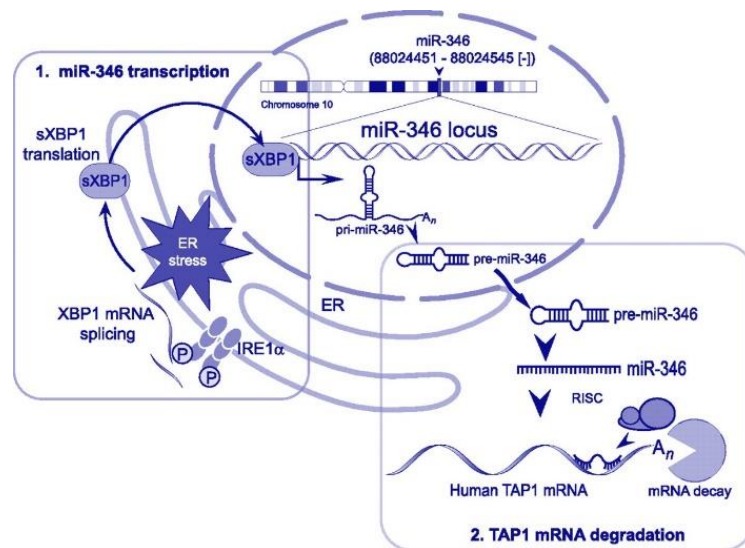 miR-346
(88024451 - 88024545 [-])
1. miR-346 transcription
Chromosome 10
sXBP1
translation
miR-346 locus
sXBP1
sXBP1
An
pri-miR-346
ER
stress
pre-miR-346
ER
XBP1 mRNA
splicing
pre-miR-346
IRE1α
P
P
miR-346
RISC
An
Human TAP1 mRNA
mRNA decay
2. TAP1 mRNA degradation